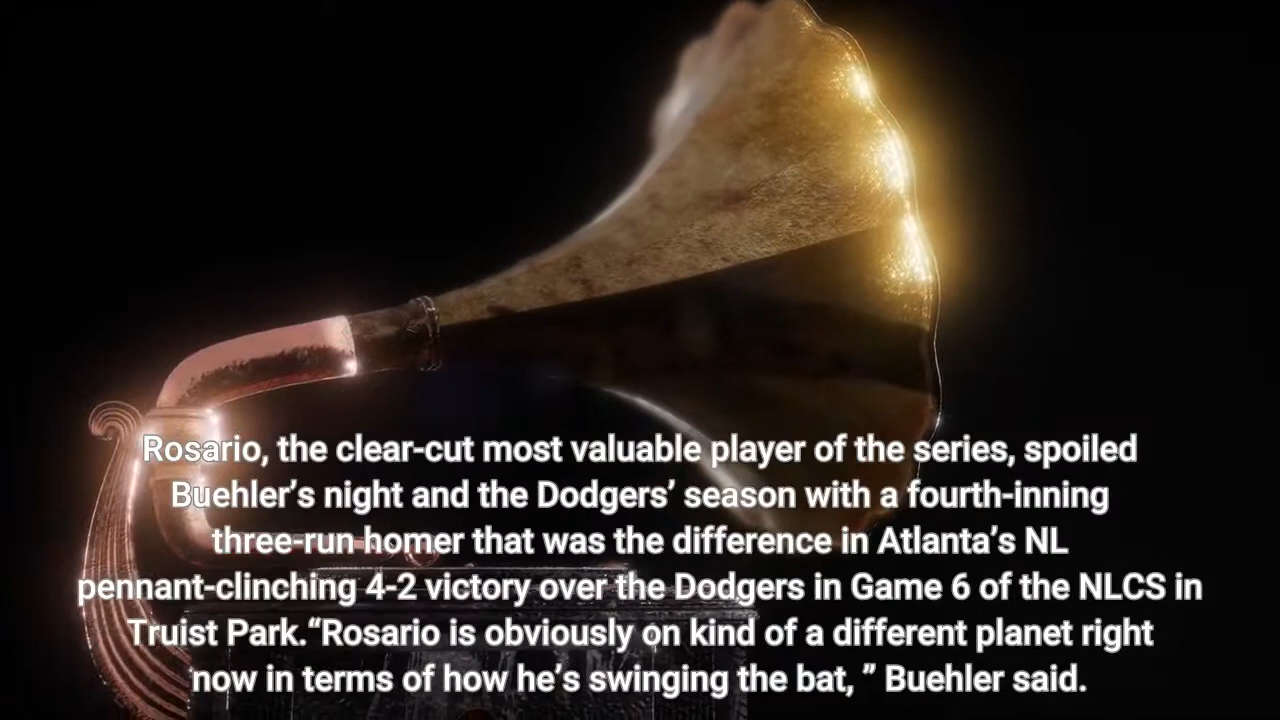 Rosario, the clear-cut most valuable player of the series, spoiled
Buehler’s night and the Dodgers’ season with a fourth-inning
three-run homer that was the difference in Atlanta’s NL
pennant-clinching 4-2 victory over the Dodgers in Game 6 of the NLCS in
Truist Park.“Rosario is obviously on kind of a different planet right
now in terms of how he’s swinging the bat, ” Buehler said.